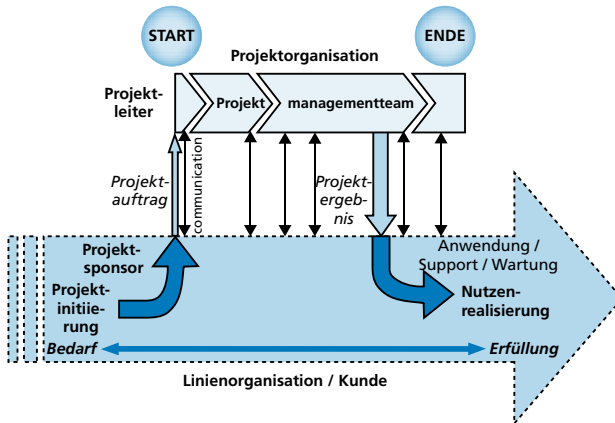 START
ENDE
Projektorganisation
Projekt-
leiter
Projekt
managementteam
communication
Projekt-
auftrag
Projekt-
ergeb-
nis
Projekt-
sponsor
Anwendung /
Support / Wartung
Projekt-
initiie-
rung
Nutzen-
realisierung
Bedarf
Erfüllung
Linienorganisation / Kunde